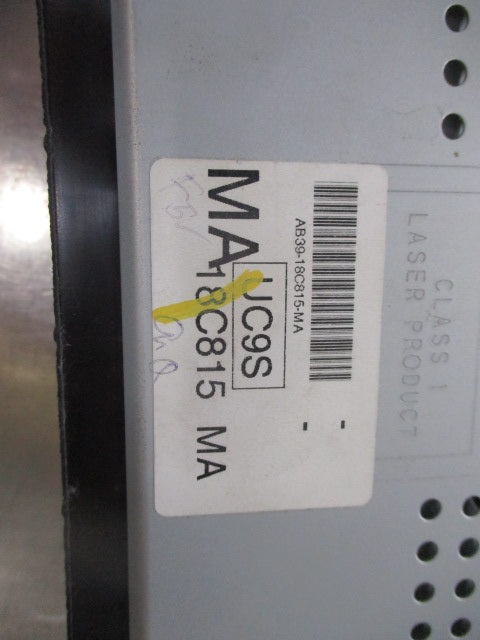 AB39-18C815-MA
-
-
UC9S
MA
18C815 MA
CLASS 1
LASER PRODUCT